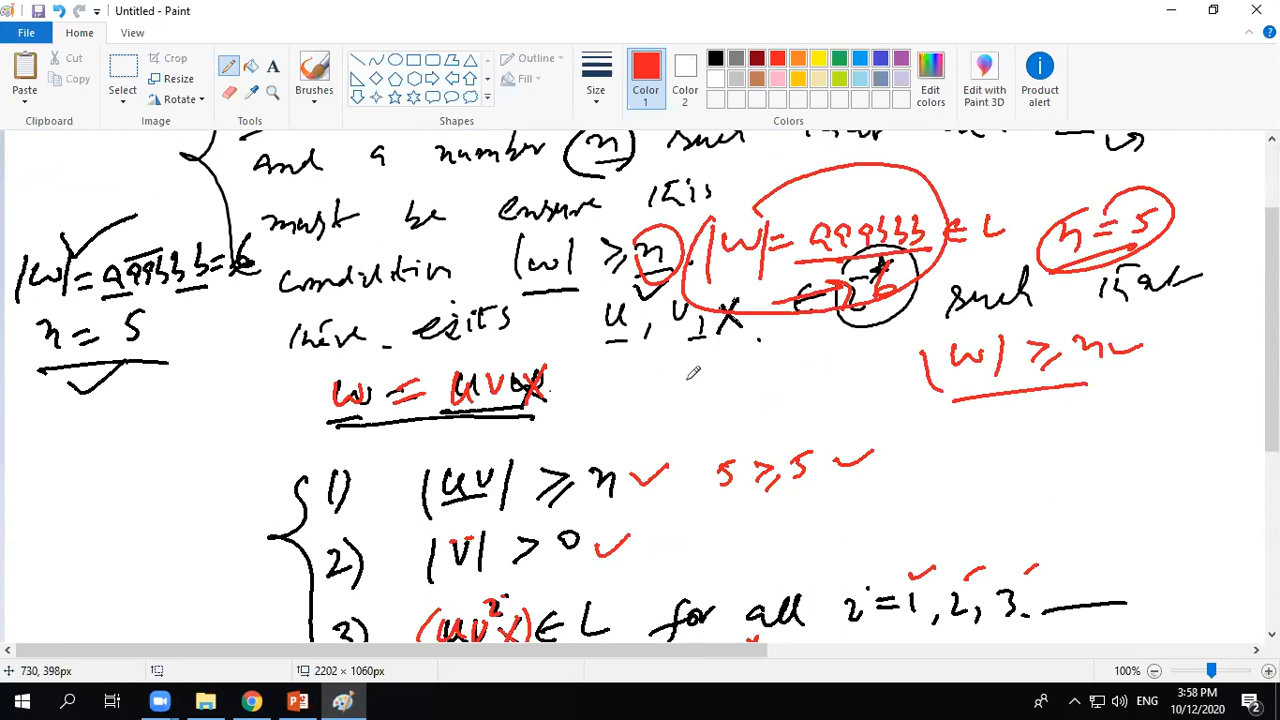 Untitled - Paint
File
Home
View
Paste
Cut
Copy
Clipboard
Select
Crop
Resize
Rotate
Image
Tools
Brushes
Shapes
Outline
Fill
Size
Color 1
Color 2
Colors
Edit colors
Edit with Paint 3D
Product alert
and a number (n) such that
must be ensure this
condition |w| ≥ n
|w| = aaabbb ∈ L
n = 5
|w| = aaabbb = 6
n = 5
there exits u, v, x.
such that
|w| ≥ n
w = uvx
1) |uv| ≥ n 5 ≥ 5
2) |v| > 0
3) (uv^i x) ∈ L for all i = 1, 2, 3.
730, 398px
2202 × 1060px
100%
ENG
3:58 PM
10/12/2020
2